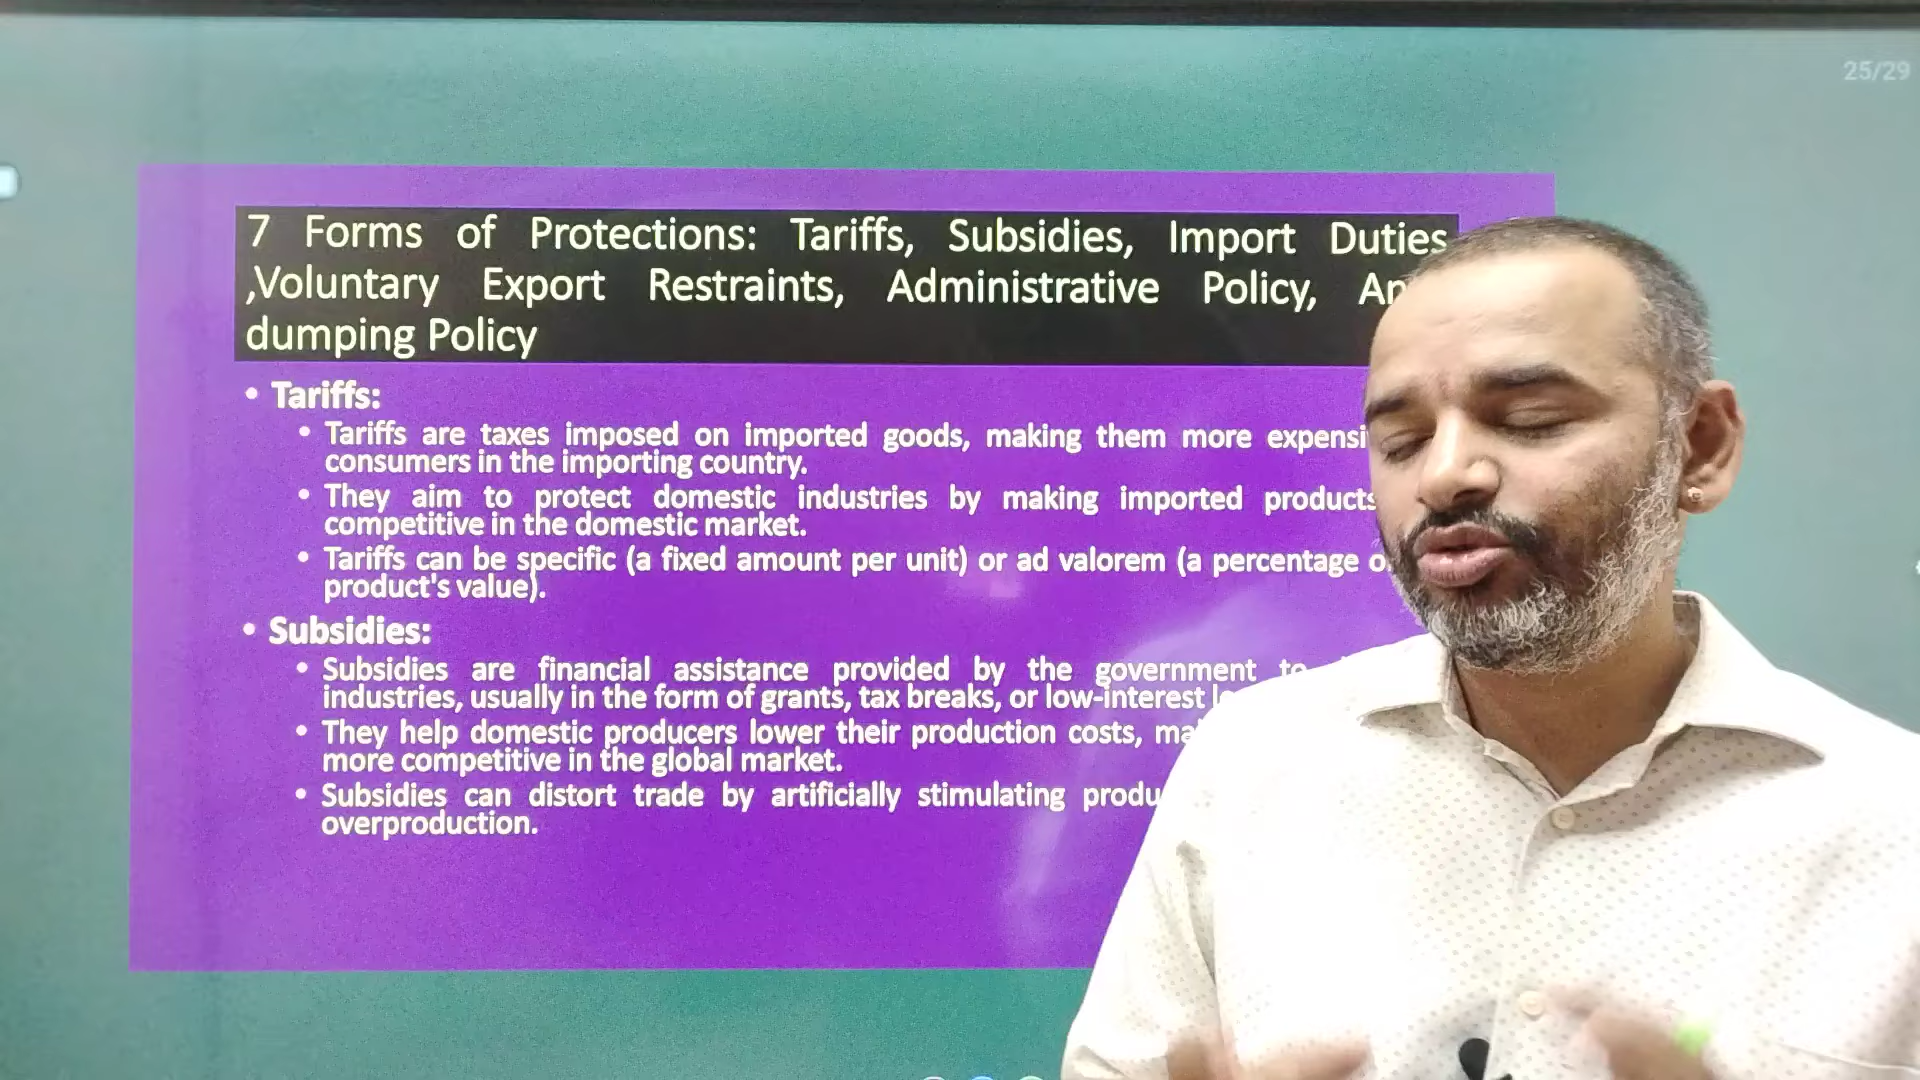 25/29
7 Forms of Protections: Tariffs, Subsidies, Import Duties
,Voluntary Export Restraints, Administrative Policy,
dumping Policy
• Tariffs:
• Tariffs are taxes imposed on imported goods, making them more
consumers in the importing country.
• They aim to protect domestic industries by making imported products
competitive in the domestic market.
• Tariffs can be specific (a fixed amount per unit) or ad valorem (a percentage
product's value).
• Subsidies:
• Subsidies are financial assistance provided by the government to
industries, usually in the form of grants, tax breaks, or low-interest
• They help domestic producers lower their production costs,
more competitive in the global market.
• Subsidies can distort trade by artificially stimulating
overproduction.